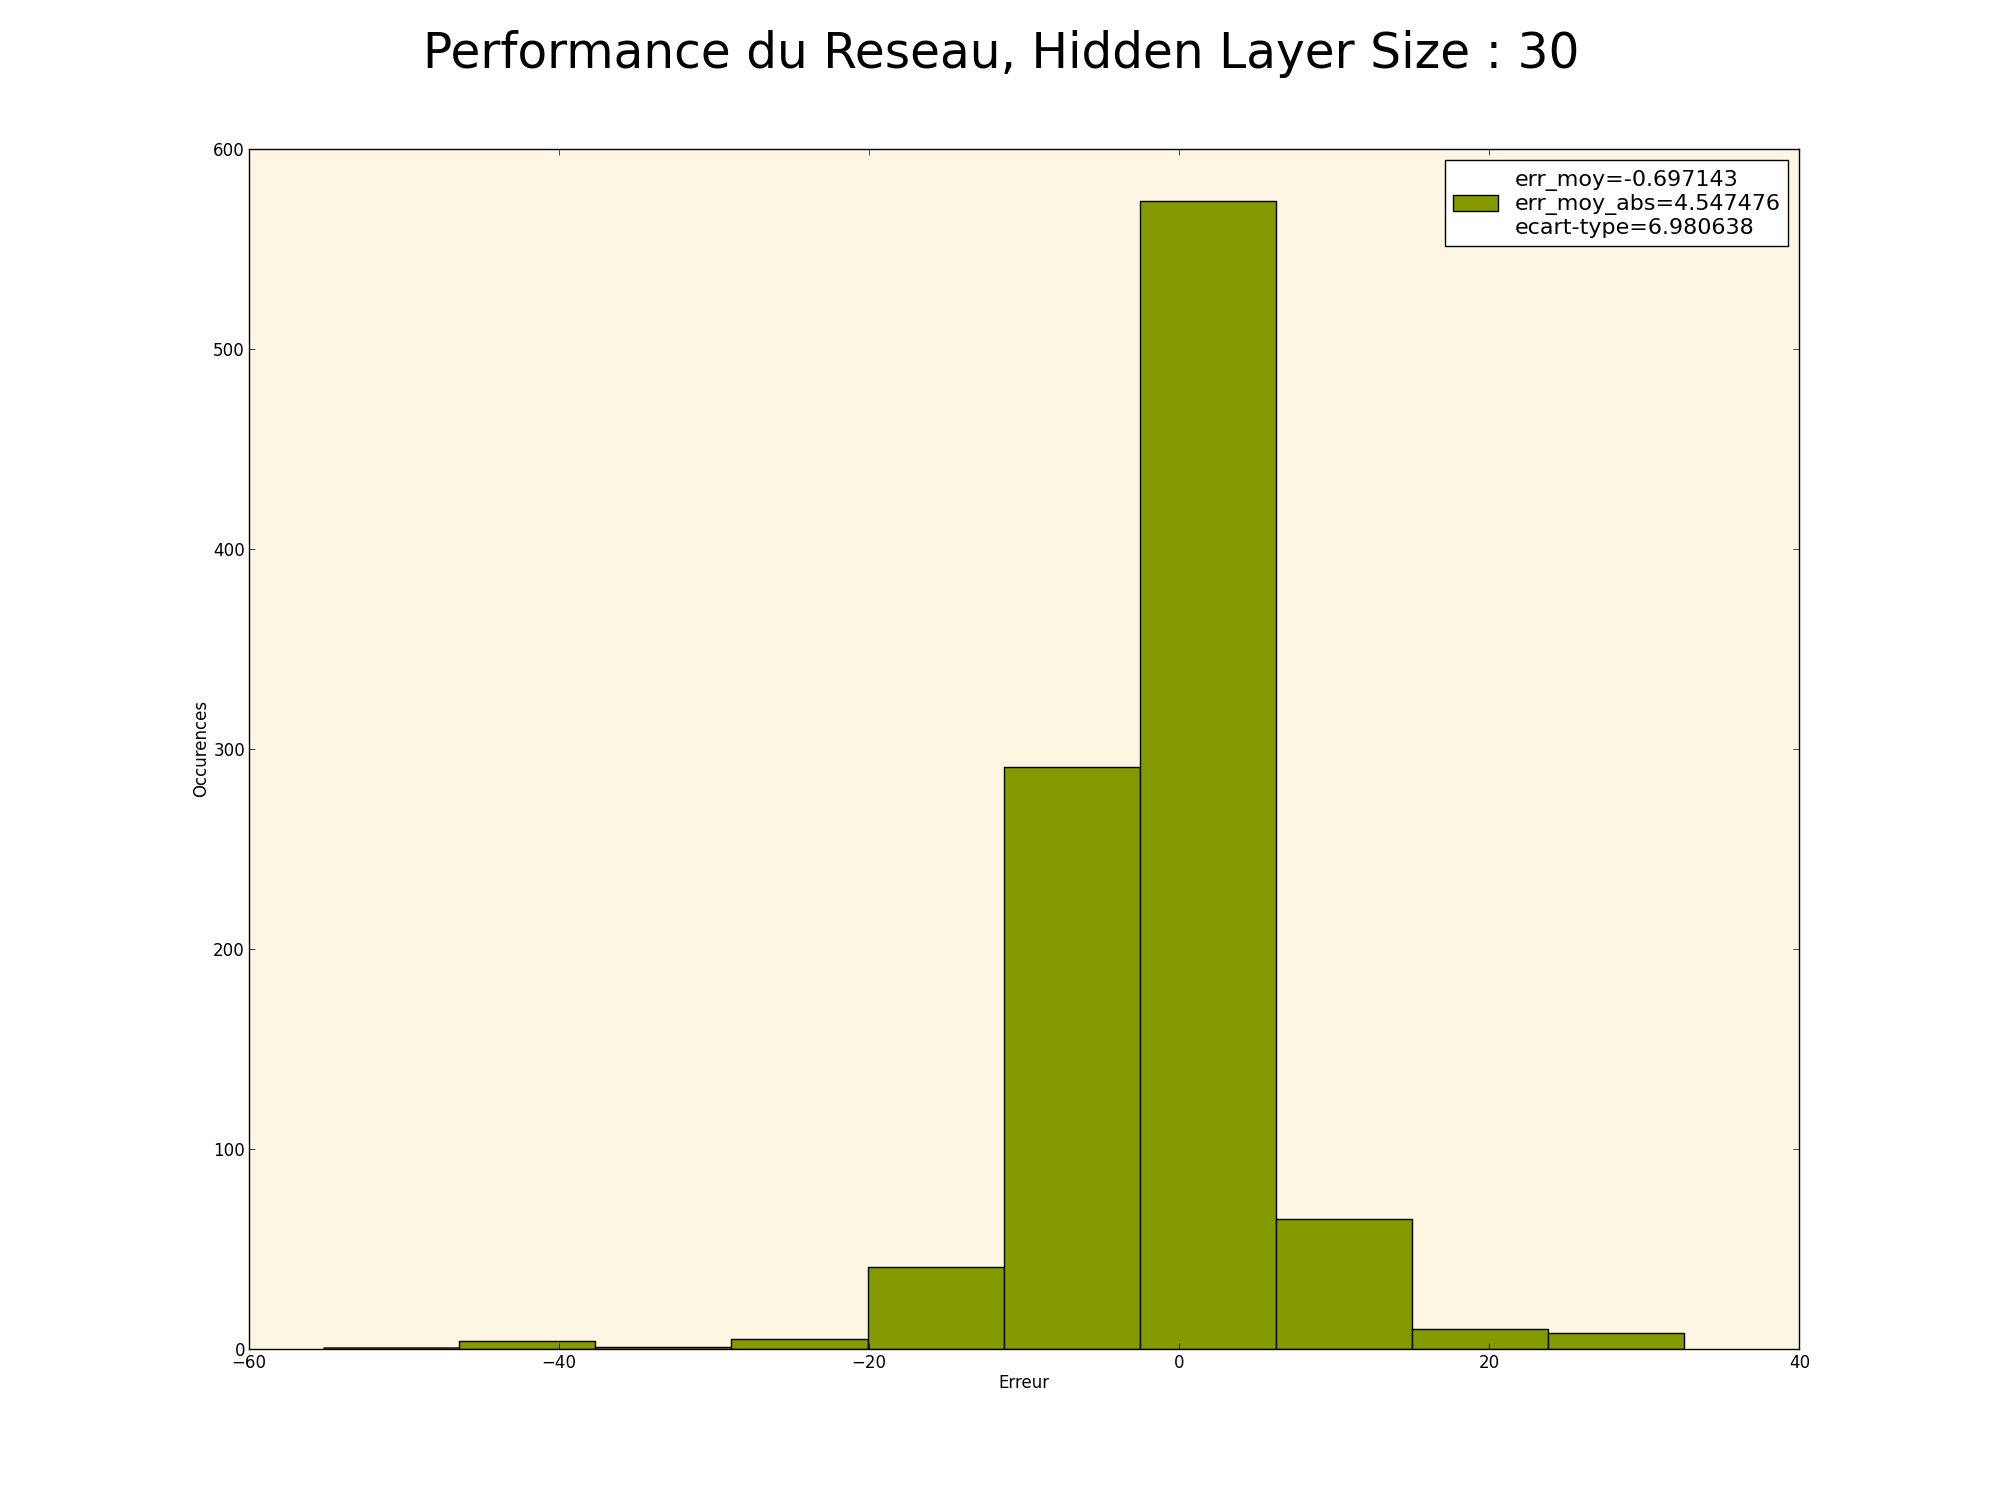 Performance du Reseau, Hidden Layer Size : 30
600
500
400
300
200
100
0
Occurences
err_moy=-0.697143
err_moy_abs=4.547476
ecart-type=6.980638
−60
−40
−20
0
20
40
Erreur